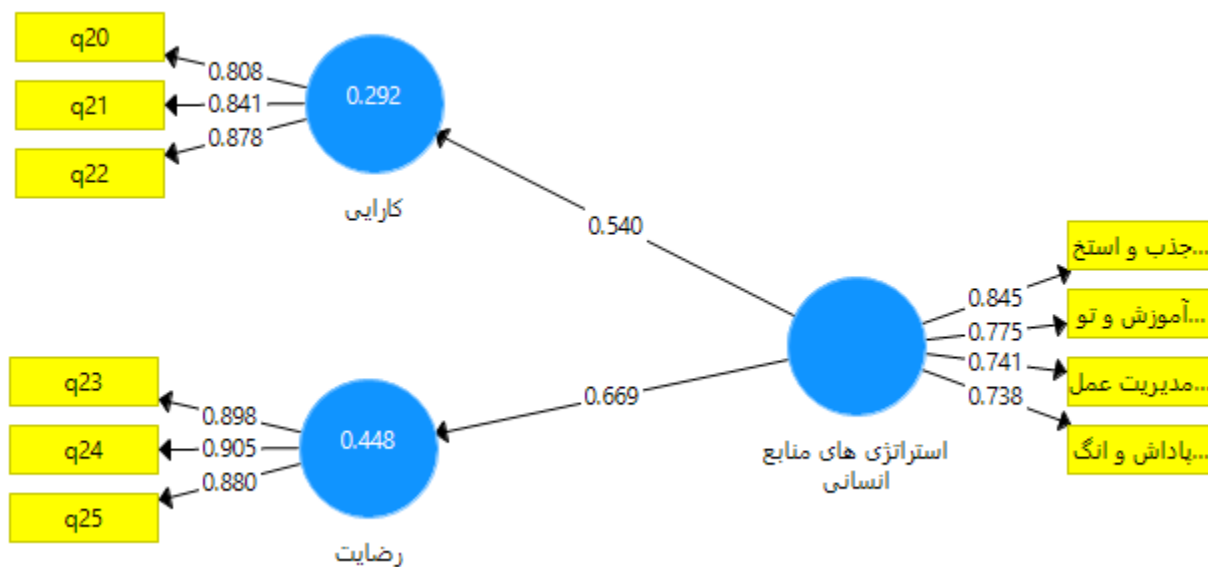 q20
q21
q22
0.808
0.841
0.878
0.292
کارایی
0.540
q23
q24
q25
0.898
0.905
0.880
0.448
رضایت
0.669
استراتژی های منابع
انسانی
0.845
0.775
0.741
0.738
جذب و استخ...
آموزش و تو...
مدیریت عمل...
پاداش و انگ...